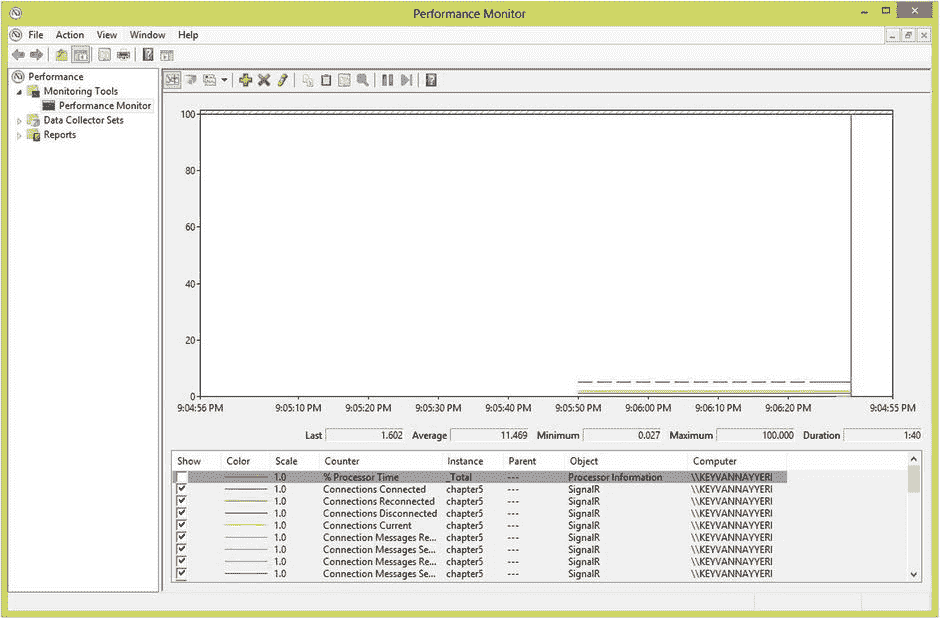 Performance Monitor
File Action View Window Help
Performance
Monitoring Tools
Performance Monitor
Data Collector Sets
Reports
100
80
60
40
20
0
9:04:56 PM 9:05:10 PM 9:05:20 PM 9:05:30 PM 9:05:40 PM 9:05:50 PM 9:06:00 PM 9:06:10 PM 9:06:20 PM 9:04:55 PM
Last 1.602 Average 11.469 Minimum 0.027 Maximum 100.000 Duration 1:40
Show Color Scale Counter Instance Parent Object Computer
1.0 % Processor Time _Total --- Processor Information \\KEYVANNAYYERI
1.0 Connections Connected chapter5 --- SignalR \\KEYVANNAYYERI
1.0 Connections Reconnected chapter5 --- SignalR \\KEYVANNAYYERI
1.0 Connections Disconnected chapter5 --- SignalR \\KEYVANNAYYERI
1.0 Connections Current chapter5 --- SignalR \\KEYVANNAYYERI
1.0 Connection Messages Re... chapter5 --- SignalR \\KEYVANNAYYERI
1.0 Connection Messages Se... chapter5 --- SignalR \\KEYVANNAYYERI
1.0 Connection Messages Re... chapter5 --- SignalR \\KEYVANNAYYERI
1.0 Connection Messages Se... chapter5 --- SignalR \\KEYVANNAYYERI